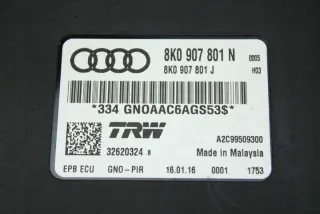 8K0 907 801 N 0005
8K0 907 801 J H03
*334 GNOAAC6AGS53$*
TRW A2C99509300
32620324 B Made in Malaysia
EPB ECU GNO-PIR 16.01.16 0001 1753